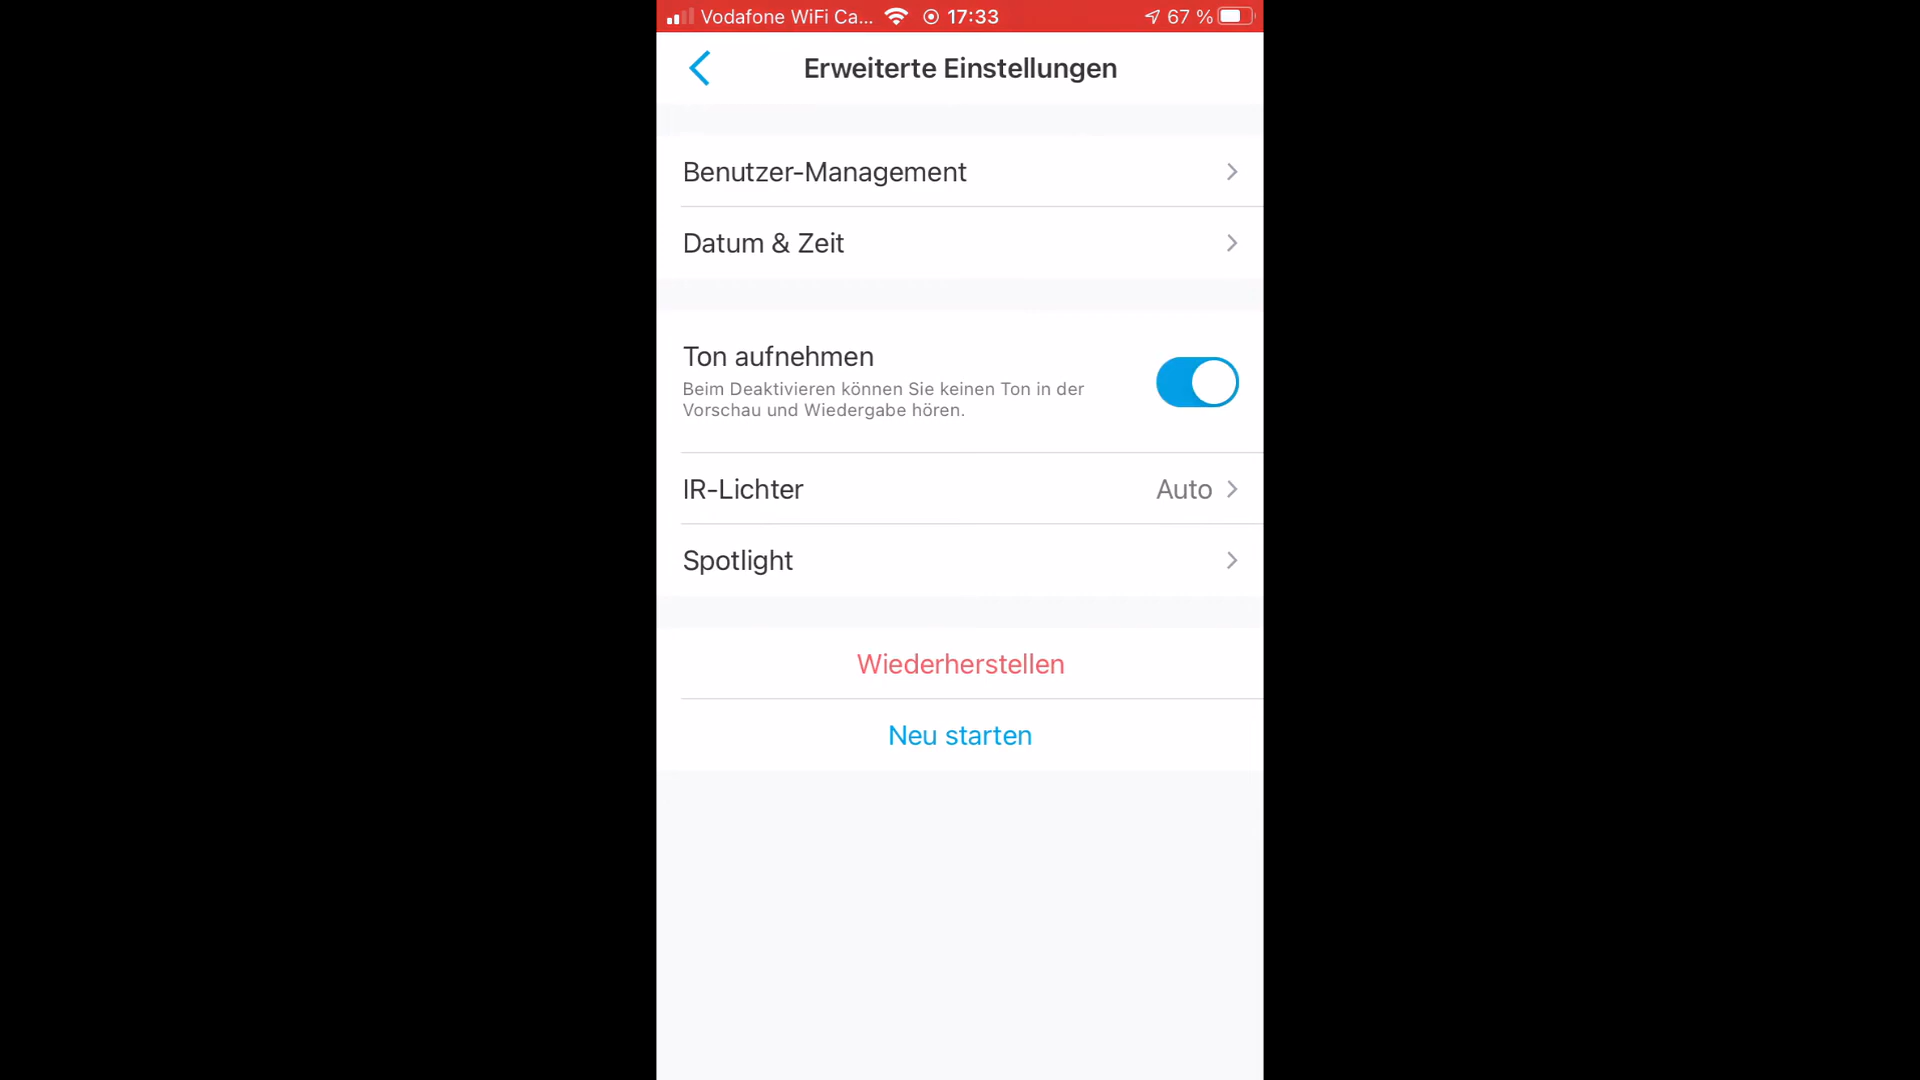 Vodafone WiFi Ca... 17:33 67 %
Erweiterte Einstellungen
Benutzer-Management
Datum & Zeit
Ton aufnehmen
Beim Deaktivieren können Sie keinen Ton in der
Vorschau und Wiedergabe hören.
IR-Lichter Auto
Spotlight
Wiederherstellen
Neu starten